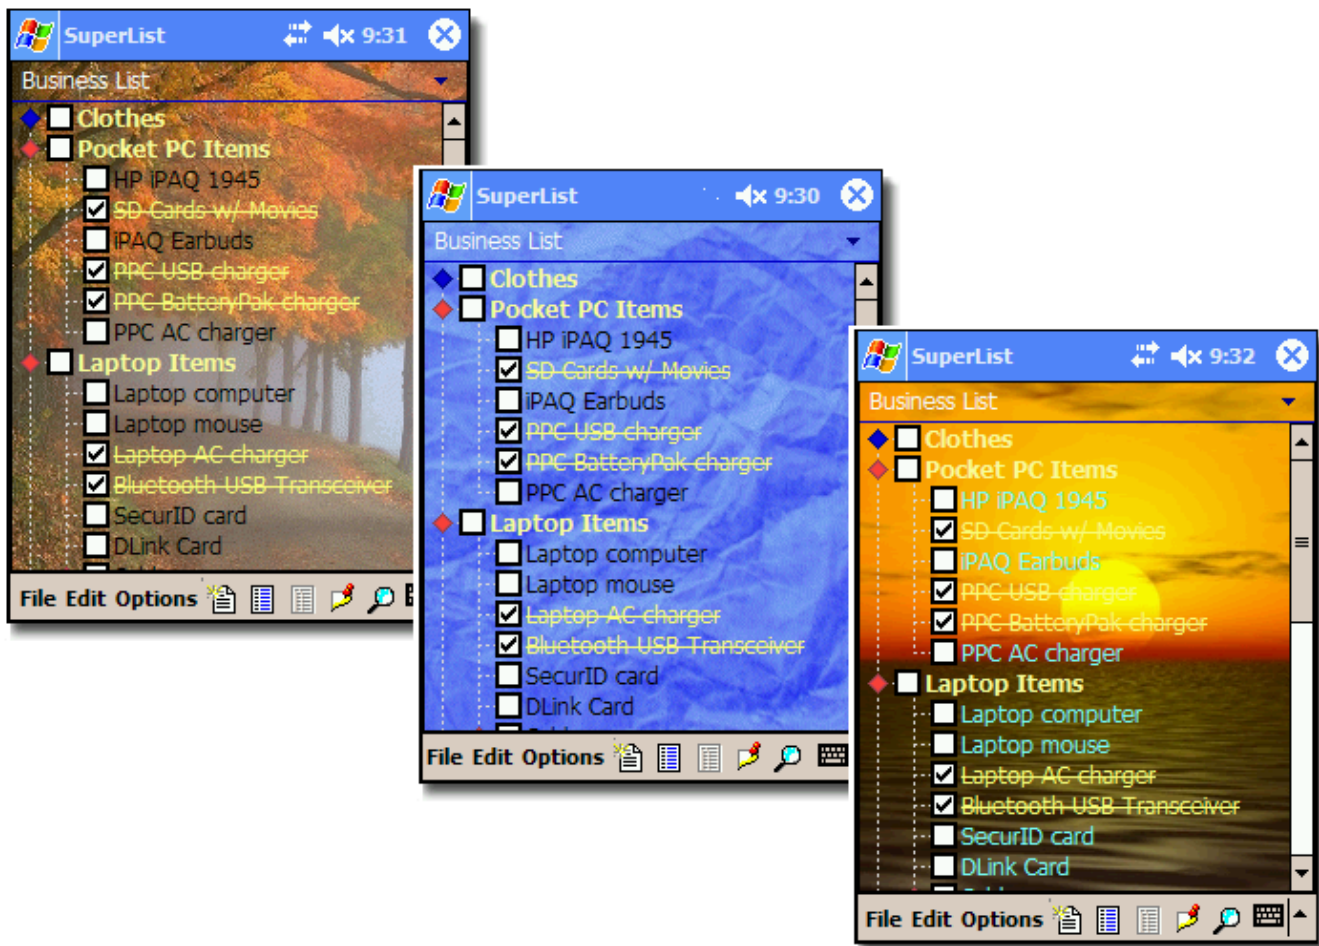 SuperList 9:31
Business List
Clothes
Pocket PC Items
HP iPAQ 1945
SD Cards w/ Movies
iPAQ Earbuds
PPC USB charger
PPC BatteryPak charger
PPC AC charger
Laptop Items
Laptop computer
Laptop mouse
Laptop AC charger
Bluetooth USB Transceiver
SecurID card
DLink Card
File Edit Options
SuperList 9:30
Business List
Clothes
Pocket PC Items
HP iPAQ 1945
SD Cards w/ Movies
iPAQ Earbuds
PPC USB charger
PPC BatteryPak charger
PPC AC charger
Laptop Items
Laptop computer
Laptop mouse
Laptop AC charger
Bluetooth USB Transceiver
SecurID card
DLink Card
File Edit Options
SuperList 9:32
Business List
Clothes
Pocket PC Items
HP iPAQ 1945
SD Cards w/ Movies
iPAQ Earbuds
PPC USB charger
PPC BatteryPak charger
PPC AC charger
Laptop Items
Laptop computer
Laptop mouse
Laptop AC charger
Bluetooth USB Transceiver
SecurID card
DLink Card
File Edit Options